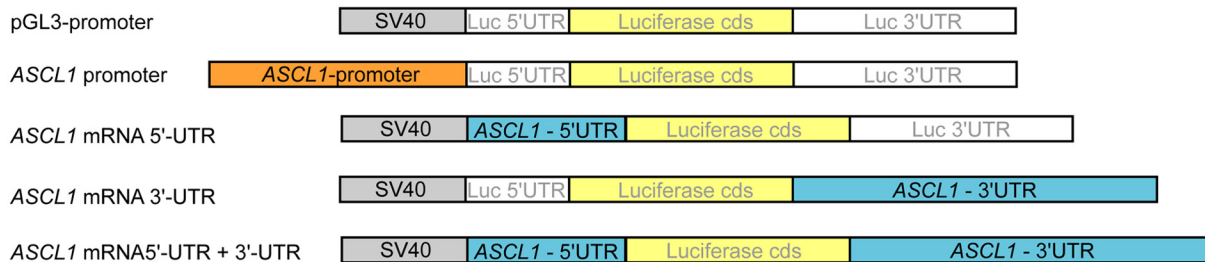 pGL3-promoter SV40 Luc 5'UTR Luciferase cds Luc 3'UTR
ASCL1 promoter ASCL1-promoter Luc 5'UTR Luciferase cds Luc 3'UTR
ASCL1 mRNA 5'-UTR SV40 ASCL1 - 5'UTR Luciferase cds Luc 3'UTR
ASCL1 mRNA 3'-UTR SV40 Luc 5'UTR Luciferase cds ASCL1 - 3'UTR
ASCL1 mRNA5'-UTR + 3'-UTR SV40 ASCL1 - 5'UTR Luciferase cds ASCL1 - 3'UTR